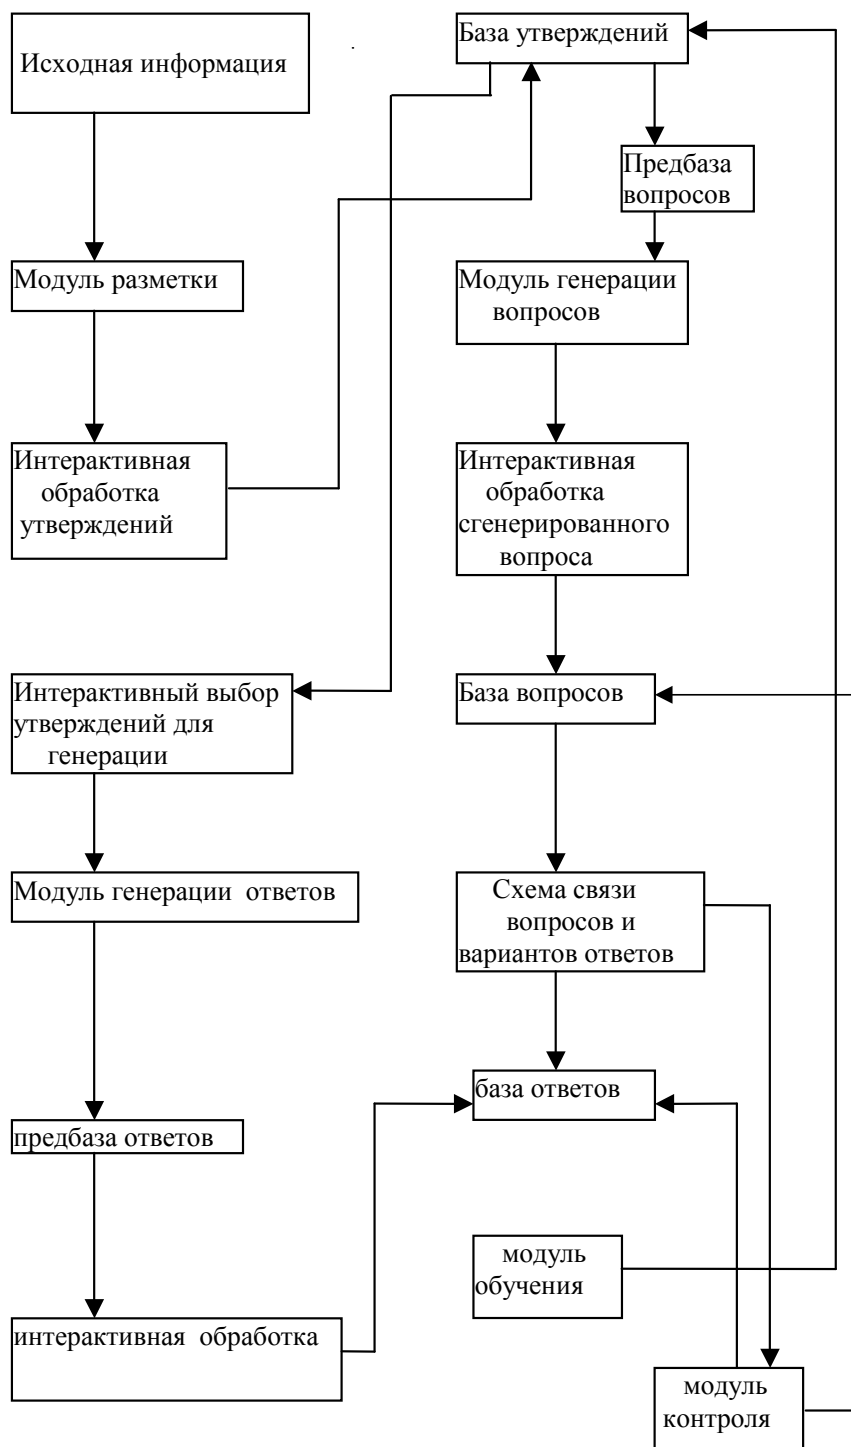 Исходная информация
База утверждений
Предбаза
вопросов
Модуль разметки
Модуль генерации
вопросов
Интерактивная
обработка
утверждений
Интерактивная
обработка
сгенерированного
вопроса
Интерактивный выбор
утверждений для
генерации
База вопросов
Модуль генерации ответов
Схема связи
вопросов и
вариантов ответов
база ответов
предбаза ответов
модуль
обучения
интерактивная обработка
модуль
контроля